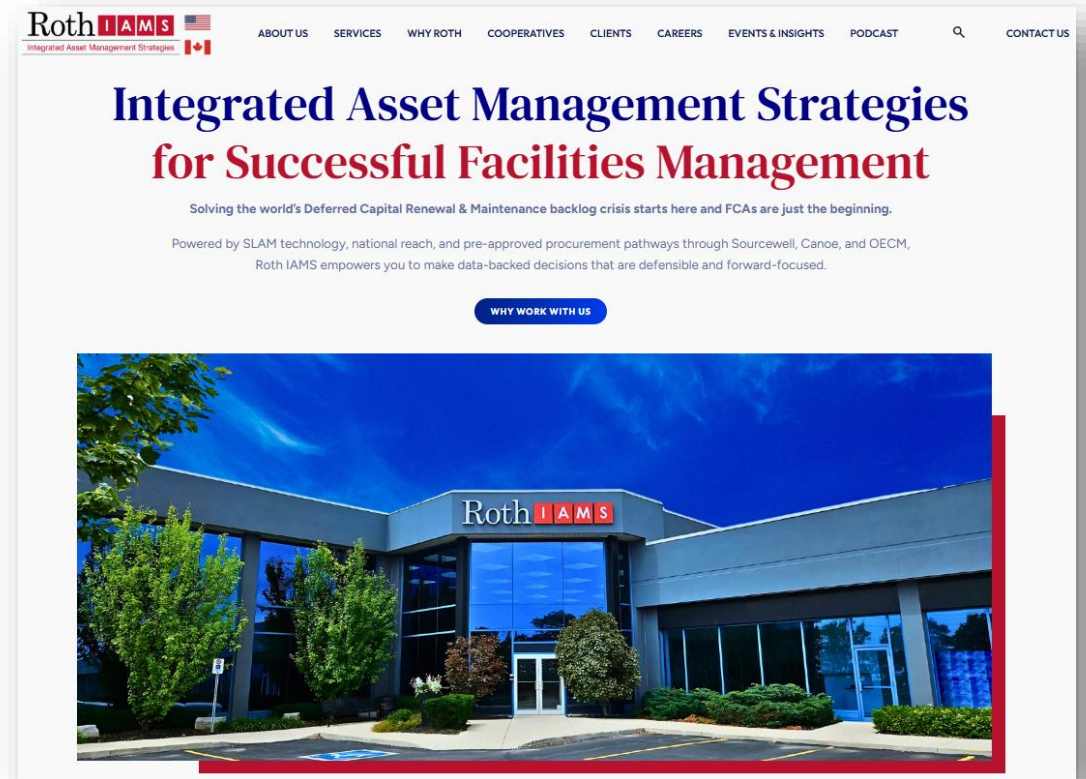 Roth IAMS
Integrated Asset Management Strategies
ABOUT US SERVICES WHY ROTH COOPERATIVES CLIENTS CAREERS EVENTS & INSIGHTS PODCAST CONTACT US
Integrated Asset Management Strategies
for Successful Facilities Management
Solving the world's Deferred Capital Renewal & Maintenance backlog crisis starts here and FCAs are just the beginning.
Powered by SLAM technology, national reach, and pre-approved procurement pathways through Sourcewell, Canoe, and OECM,
Roth IAMS empowers you to make data-backed decisions that are defensible and forward-focused.
WHY WORK WITH US
Roth IAMS